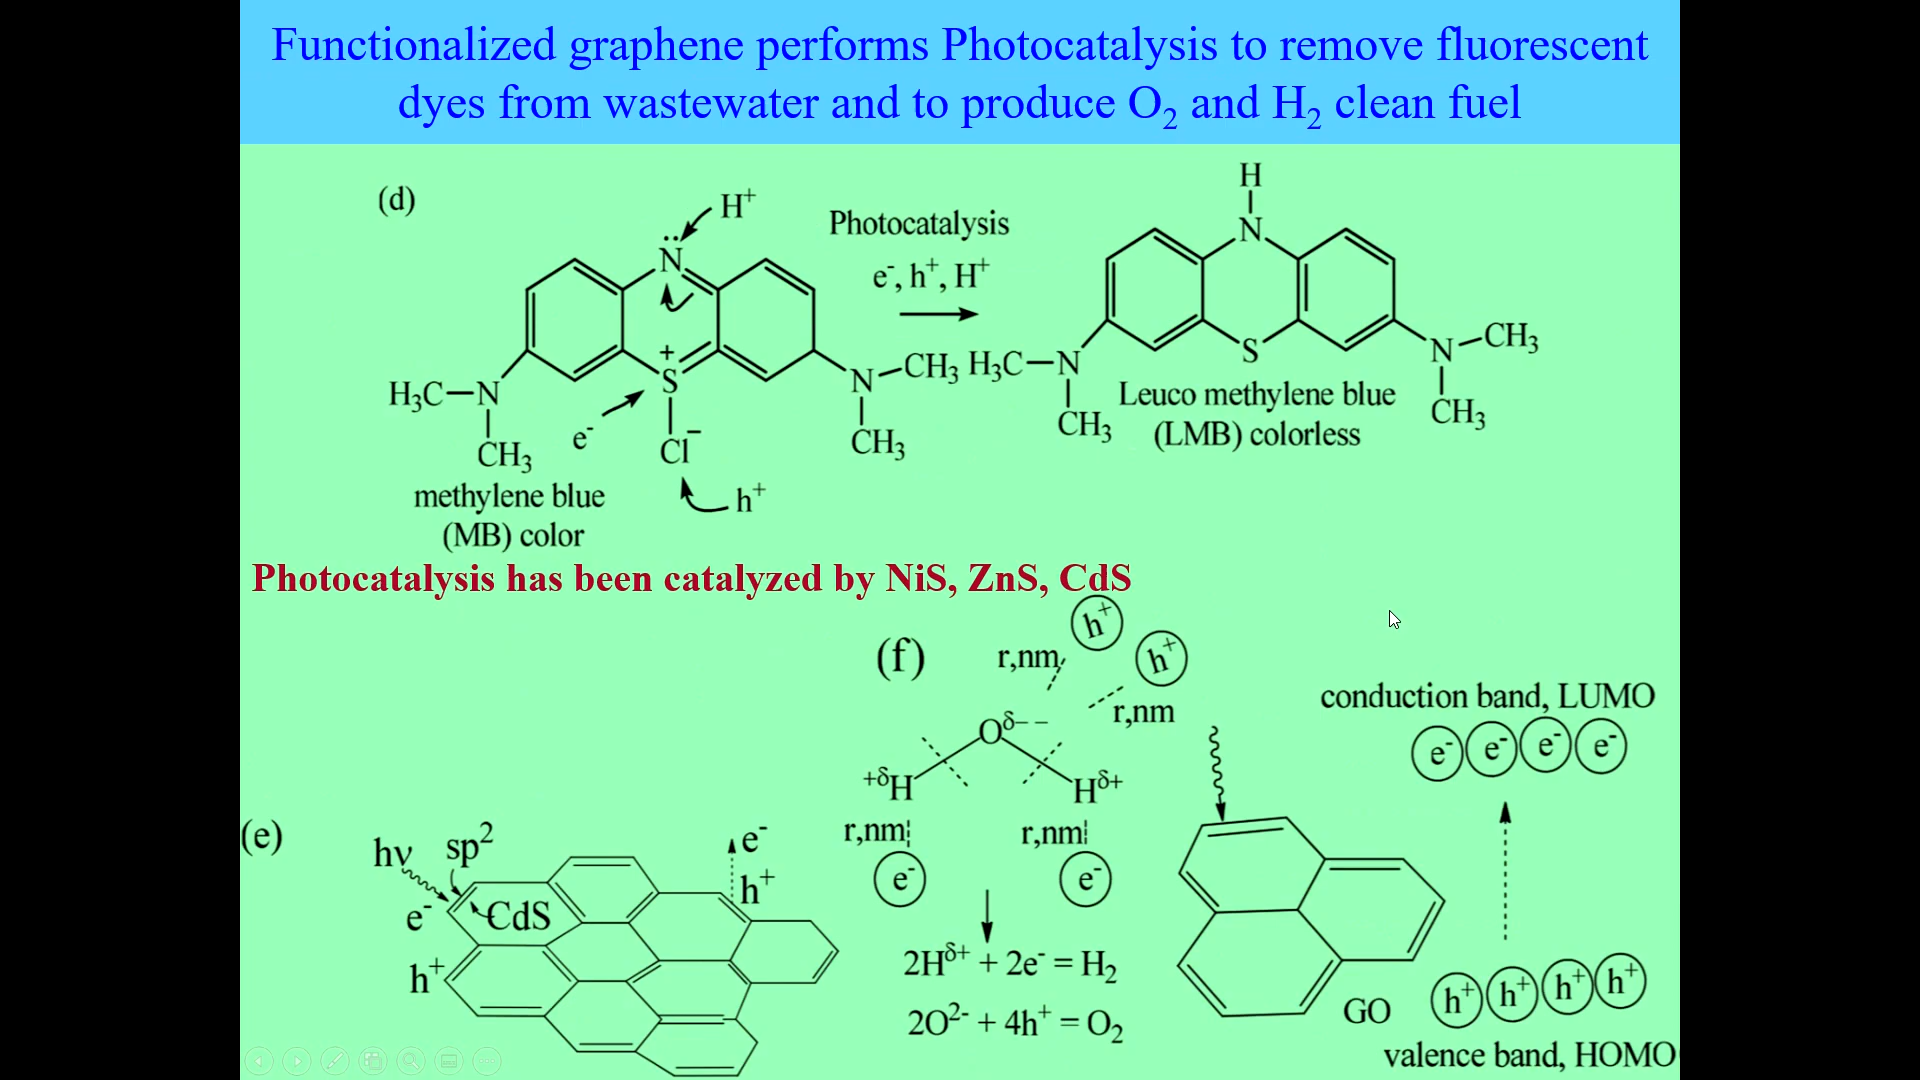 Functionalized graphene performs Photocatalysis to remove fluorescent
dyes from wastewater and to produce O₂ and H₂ clean fuel
(d)
H⁺
N
S
+
Cl⁻
e⁻
h⁺
H₃C—N
CH₃
N—CH₃
CH₃
methylene blue
(MB) color
Photocatalysis
e⁻, h⁺, H⁺
H
N
S
H₃C—N
CH₃
N—CH₃
CH₃
Leuco methylene blue
(LMB) colorless
Photocatalysis has been catalyzed by NiS, ZnS, CdS
(e)
hν
sp²
e⁻
CdS
h⁺
e⁻
h⁺
(f)
h⁺
h⁺
r,nm
r,nm
O^δ– –
+δH
Hδ+
r,nm
r,nm
e⁻
e⁻
2H^δ+ + 2e⁻ = H₂
2O²⁻ + 4h⁺ = O₂
GO
conduction band, LUMO
e⁻ e⁻ e⁻ e⁻
h⁺ h⁺ h⁺ h⁺
valence band, HOMO